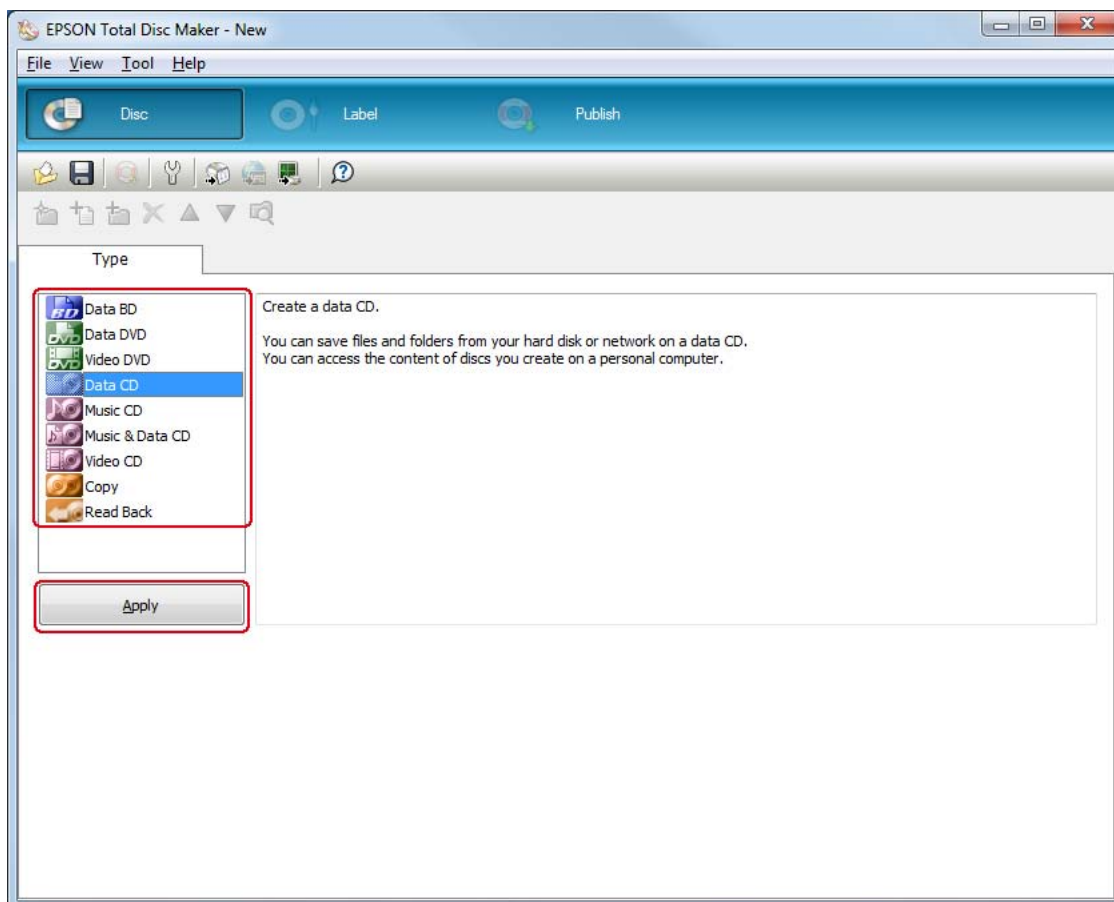 EPSON Total Disc Maker - New
File View Tool Help
Disc Label Publish
Type
Data BD
Data DVD
Video DVD
Data CD
Music CD
Music & Data CD
Video CD
Copy
Read Back
Apply
Create a data CD.
You can save files and folders from your hard disk or network on a data CD.
You can access the content of discs you create on a personal computer.